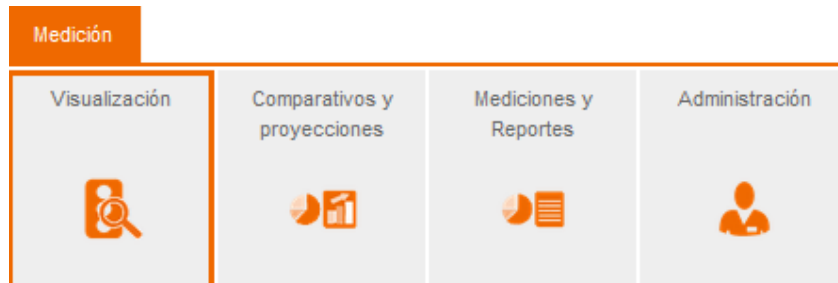 Medición
Visualización
Comparativos y
proyecciones
Mediciones y
Reportes
Administración